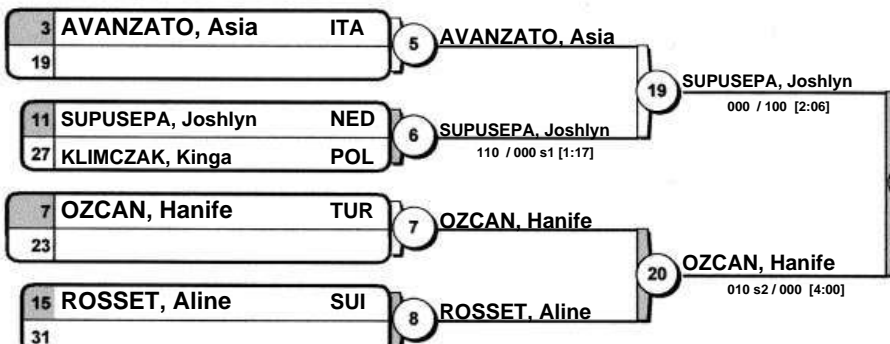 3 AVANZATO, Asia ITA
19
5 AVANZATO, Asia
11 SUPUSEPA, Joshlyn NED
27 KLIMCZAK, Kinga POL
6 SUPUSEPA, Joshlyn
110 / 000 s1 [1:17]
19 SUPUSEPA, Joshlyn
000 / 100 [2:06]
7 OZCAN, Hanife TUR
23
7 OZCAN, Hanife
15 ROSSET, Aline SUI
31
8 ROSSET, Aline
20 OZCAN, Hanife
010 s2 / 000 [4:00]